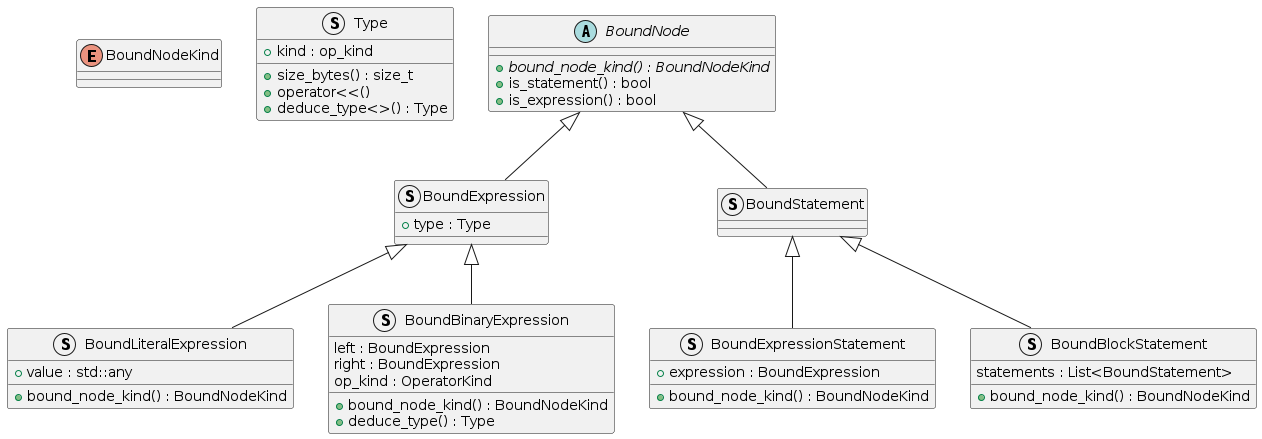 E BoundNodeKind
S Type
kind : op_kind
size_bytes() : size_t
operator<<()
deduce_type<>() : Type
A BoundNode
bound_node_kind() : BoundNodeKind
is_statement() : bool
is_expression() : bool
S BoundExpression
type : Type
S BoundStatement
S BoundLiteralExpression
value : std::any
bound_node_kind() : BoundNodeKind
S BoundBinaryExpression
left : BoundExpression
right : BoundExpression
op_kind : OperatorKind
bound_node_kind() : BoundNodeKind
deduce_type() : Type
S BoundExpressionStatement
expression : BoundExpression
bound_node_kind() : BoundNodeKind
S BoundBlockStatement
statements : List<BoundStatement>
bound_node_kind() : BoundNodeKind